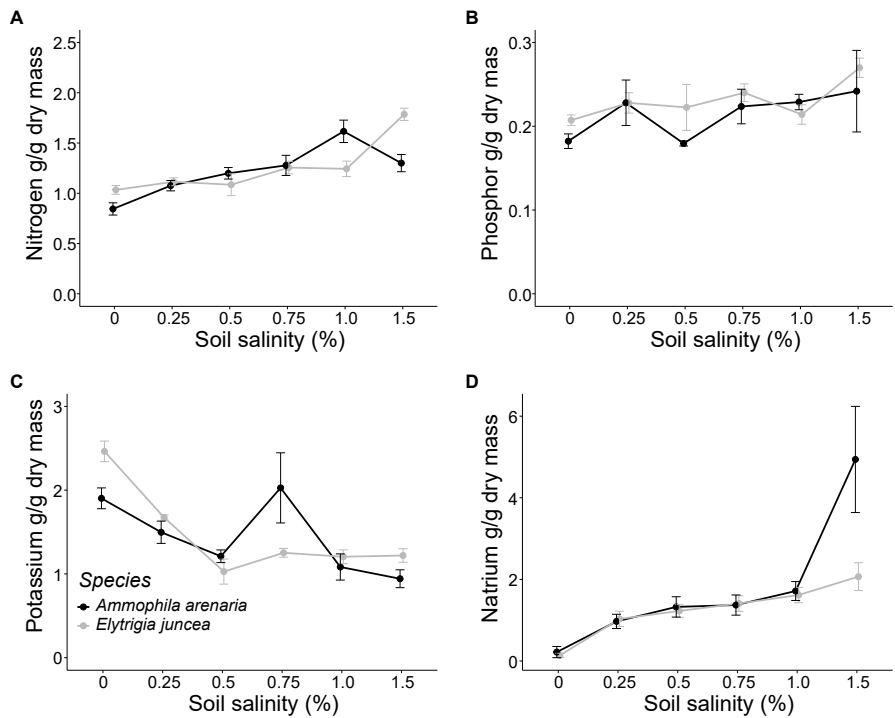 A
Nitrogen g/g dry mass
2.5
2.0
1.5
1.0
0.5
0.0
0 0.25 0.5 0.75 1.0 1.5
Soil salinity (%)
B
Phosphor g/g dry mas
0.3
0.2
0.1
0.0
0 0.25 0.5 0.75 1.0 1.5
Soil salinity (%)
C
Potassium g/g dry mass
3
2
1
0
Species
Ammophila arenaria
Elytrigia juncea
0 0.25 0.5 0.75 1.0 1.5
Soil salinity (%)
D
Natrium g/g dry mass
6
4
2
0
0 0.25 0.5 0.75 1.0 1.5
Soil salinity (%)